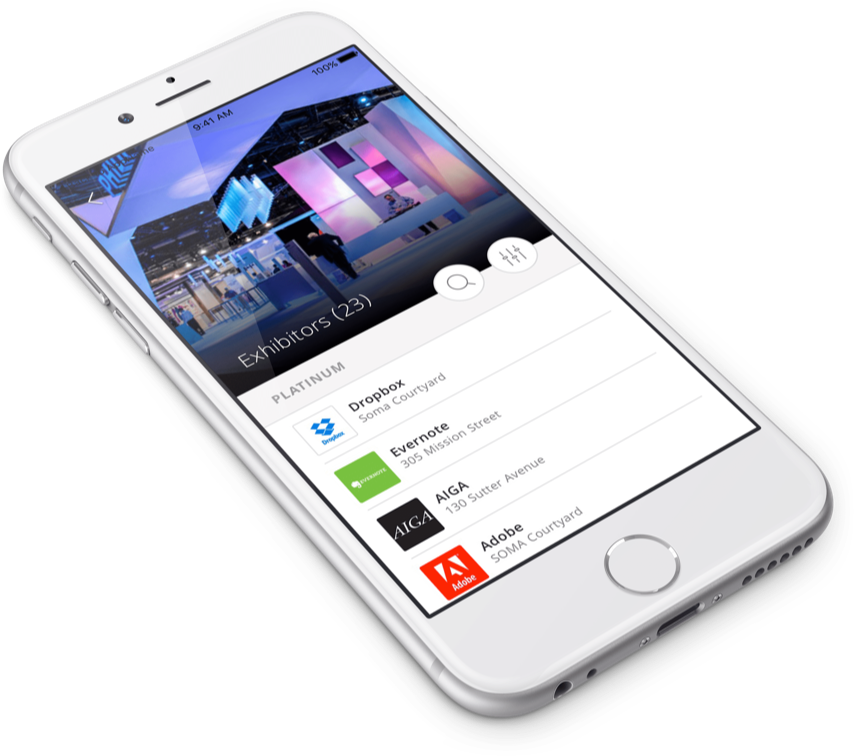 100%
9:41 AM
PHILIPS
Exhibitors (23)
PLATINUM
Dropbox
Soma Courtyard
Dropbox
Evernote
305 Mission Street
EVERNOTE
AIGA
130 Sutter Avenue
AIGA
Adobe
SOMA Courtyard
Adobe